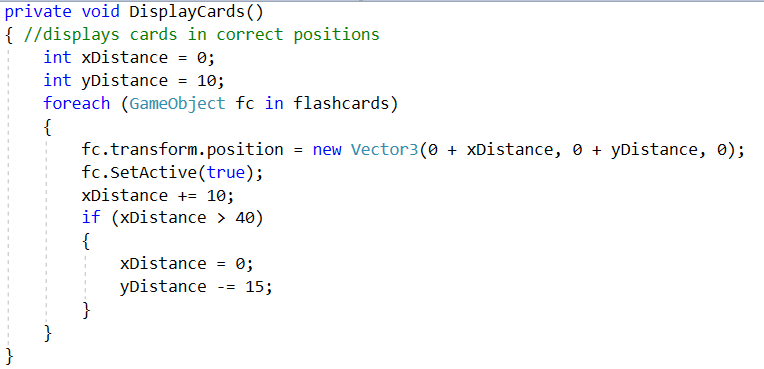 private void DisplayCards()
{ //displays cards in correct positions
    int xDistance = 0;
    int yDistance = 10;
    foreach (GameObject fc in flashcards)
    {
        fc.transform.position = new Vector3(0 + xDistance, 0 + yDistance, 0);
        fc.SetActive(true);
        xDistance += 10;
        if (xDistance > 40)
        {
            xDistance = 0;
            yDistance -= 15;
        }
    }
}